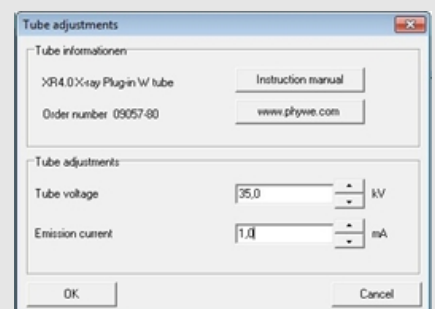 Tube adjustments
Tube informationen
XR4.0 X-ray Plug-in W tube
Instruction manual
Order number 09057-80
www.phywe.com
Tube adjustments
Tube voltage
35,0
kV
Emission current
1,0
mA
OK
Cancel